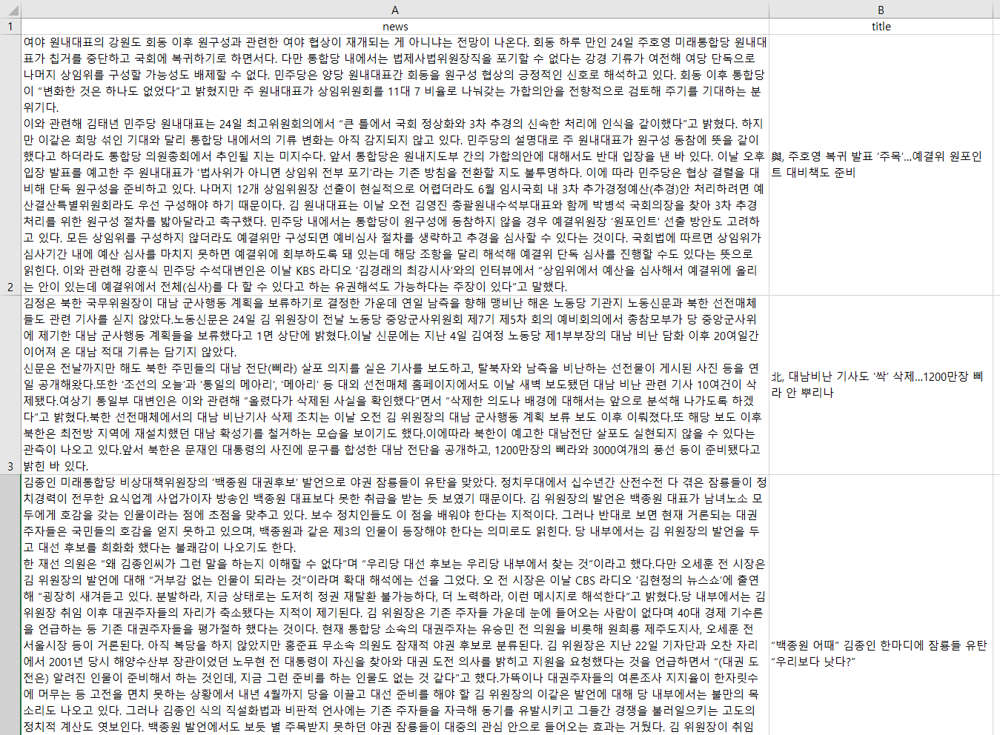 A
B
1
news
title
여야 원내대표의 강원도 회동 이후 원구성과 관련한 여야 협상이 재개되는 게 아니냐는 전망이 나온다. 회동 하루 만인 24일 주호영 미래통합당 원내대
표가 칩거를 중단하고 국회에 복귀하기로 하면서다. 다만 통합당 내에서는 법제사법위원장직을 포기할 수 없다는 강경 기류가 여전해 여당 단독으로
나머지 상임위를 구성할 가능성도 배제할 수 없다. 민주당은 양당 원내대표간 회동을 원구성 협상의 긍정적인 신호로 해석하고 있다. 회동 이후 통합당
이 “변화한 것은 하나도 없었다”고 밝혔지만 주 원내대표가 상임위원회를 11대 7 비율로 나눠갖는 가합의안을 전향적으로 검토해 주기를 기대하는 분
위기다.
이와 관련해 김태년 민주당 원내대표는 24일 최고위원회의에서 “큰 틀에서 국회 정상화와 3차 추경의 신속한 처리에 인식을 같이했다”고 밝혔다. 하지
만 이같은 희망 섞인 기대와 달리 통합당 내에서의 기류 변화는 아직 감지되지 않고 있다. 민주당의 설명대로 주 원내대표가 원구성 동참에 뜻을 같이
했다고 하더라도 통합당 의원총회에서 추인될 지는 미지수다. 앞서 통합당은 원내지도부 간의 가합의안에 대해서도 반대 입장을 낸 바 있다. 이날 오후
입장 발표를 예고한 주 원내대표가 ‘법사위가 아니면 상임위 전부 포기’라는 기존 방침을 전환할 지도 불투명하다. 이에 따라 민주당은 협상 결렬을 대
비해 단독 원구성을 준비하고 있다. 나머지 12개 상임위원장 선출이 현실적으로 어렵더라도 6월 임시국회 내 3차 추가경정예산(추경)안 처리하려면 예
산결산특별위원회라도 우선 구성해야 하기 때문이다. 김 원내대표는 이날 오전 김영진 총괄원내수석부대표와 함께 박병석 국회의장을 찾아 3차 추경
처리를 위한 원구성 절차를 밟아달라고 촉구했다. 민주당 내에서는 통합당이 원구성에 동참하지 않을 경우 예결위원장 ‘원포인트’ 선출 방안도 고려하
고 있다. 모든 상임위를 구성하지 않더라도 예결위만 구성되면 예비심사 절차를 생략하고 추경을 심사할 수 있다는 것이다. 국회법에 따르면 상임위가
심사기간 내에 예산 심사를 마치지 못하면 예결위에 회부하도록 돼 있는데 해당 조항을 달리 해석해 예결위 단독 심사를 진행할 수도 있다는 뜻으로
읽힌다. 이와 관련해 강훈식 민주당 수석대변인은 이날 KBS 라디오 ‘김경래의 최강시사’와의 인터뷰에서 “상임위에서 예산을 심사해서 예결위에 올리
는 안이 있는데 예결위에서 전체(심사)를 다 할 수 있다고 하는 유권해석도 가능하다는 주장이 있다”고 말했다.
2
與, 주호영 복귀 발표 ‘주목’…예결위 원포인
트 대비책도 준비
김정은 북한 국무위원장이 대남 군사행동 계획을 보류하기로 결정한 가운데 연일 남측을 향해 맹비난 해온 노동당 기관지 노동신문과 북한 선전매체
들도 관련 기사를 싣지 않았다.노동신문은 24일 김 위원장이 전날 노동당 중앙군사위원회 제7기 제5차 회의 예비회의에서 총참모부가 당 중앙군사위
에 제기한 대남 군사행동 계획들을 보류했다고 1면 상단에 밝혔다.이날 신문에는 지난 4일 김여정 노동당 제1부부장의 대남 비난 담화 이후 20여일간
이어져 온 대남 적대 기류는 담기지 않았다.
신문은 전날까지만 해도 북한 주민들의 대남 전단(삐라) 살포 의지를 실은 기사를 보도하고, 탈북자와 남측을 비난하는 선전물이 게시된 사진 등을 연
일 공개해왔다.또한 ‘조선의 오늘’과 ‘통일의 메아리’, ‘메아리’ 등 대외 선전매체 홈페이지에서도 이날 새벽 보도됐던 대남 비난 관련 기사 10여건이 삭
제됐다.여상기 통일부 대변인은 이와 관련해 “올렸다가 삭제된 사실을 확인했다”면서 “삭제한 의도나 배경에 대해서는 앞으로 분석해 나가도록 하겠
다”고 밝혔다.북한 선전매체에서의 대남 비난기사 삭제 조치는 이날 오전 김 위원장의 대남 군사행동 계획 보류 보도 이후 이뤄졌다.또 해당 보도 이후
북한은 최전방 지역에 재설치했던 대남 확성기를 철거하는 모습을 보이기도 했다.이에따라 북한이 예고한 대남전단 살포도 실현되지 않을 수 있다는
관측이 나오고 있다.앞서 북한은 문재인 대통령의 사진에 문구를 합성한 대남 전단을 공개하고, 1200만장의 삐라와 3000여개의 풍선 등이 준비됐다고
밝힌 바 있다.
3
北, 대남비난 기사도 ‘싹’ 삭제…1200만장 삐
라 안 뿌리나
김종인 미래통합당 비상대책위원장의 ‘백종원 대권후보’ 발언으로 야권 잠룡들이 유탄을 맞았다. 정치무대에서 십수년간 산전수전 다 겪은 잠룡들이 정
치경력이 전무한 요식업계 사업가이자 방송인 백종원 대표보다 못한 취급을 받는 듯 보였기 때문이다. 김 위원장의 발언은 백종원 대표가 남녀노소 모
두에게 호감을 갖는 인물이라는 점에 초점을 맞추고 있다. 보수 정치인들도 이 점을 배워야 한다는 지적이다. 그러나 반대로 보면 현재 거론되는 대권
주자들은 국민들의 호감을 얻지 못하고 있으며, 백종원과 같은 제3의 인물이 등장해야 한다는 의미로도 읽힌다. 당 내부에서는 김 위원장의 발언을 두
고 대선 후보를 희화화 했다는 불쾌감이 나오기도 한다.
한 재선 의원은 “왜 김종인씨가 그런 말을 하는지 이해할 수 없다”며 “우리당 대선 후보는 우리당 내부에서 찾는 것”이라고 했다.다만 오세훈 전 시장은
김 위원장의 발언에 대해 “거부감 없는 인물이 되라는 것”이라며 확대 해석에는 선을 그었다. 오 전 시장은 이날 CBS 라디오 ‘김현정의 뉴스쇼’에 출연
해 “굉장히 새겨듣고 있다. 분발하라, 지금 상태로는 도저히 정권 재탈환 불가능하다, 더 노력하라, 이런 메시지로 해석한다”고 밝혔다.당 내부에서는 김
위원장 취임 이후 대권주자들의 자리가 축소됐다는 지적이 제기된다. 김 위원장은 기존 주자들 가운데 눈에 들어오는 사람이 없다며 40대 경제 기수론
을 언급하는 등 기존 대권주자들을 평가절하 했다는 것이다. 현재 통합당 소속의 대권주자는 유승민 전 의원을 비롯해 원희룡 제주도지사, 오세훈 전
서울시장 등이 거론된다. 아직 복당을 하지 않았지만 홍준표 무소속 의원도 잠재적 야권 후보로 분류된다. 김 위원장은 지난 22일 기자단과 오찬 자리
에서 2001년 당시 해양수산부 장관이었던 노무현 전 대통령이 자신을 찾아와 대권 도전 의사를 밝히고 지원을 요청했다는 것을 언급하면서 “(대권 도
전은) 알려진 인물이 준비해서 하는 것인데, 지금 그런 준비를 하는 인물도 없는 것 같다”고 했다.가뜩이나 대권주자들의 여론조사 지지율이 한자릿수
에 머무는 등 고전을 면치 못하는 상황에서 내년 4월까지 당을 이끌고 대선 준비를 해야 할 김 위원장의 이같은 발언에 대해 당 내부에서는 불만의 목
소리도 나오고 있다. 그러나 김종인 식의 직설화법과 비판적 언사에는 기존 주자들을 자극해 동기를 유발시키고 그들간 경쟁을 불러일으키는 고도의
정치적 계산도 엿보인다. 백종원 발언에서도 보듯 별 주목받지 못하던 야권 잠룡들이 대중의 관심 안으로 들어오는 효과는 거뒀다. 김 위원장이 취임
“백종원 어때” 김종인 한마디에 잠룡들 유탄
“우리보다 낫다?”